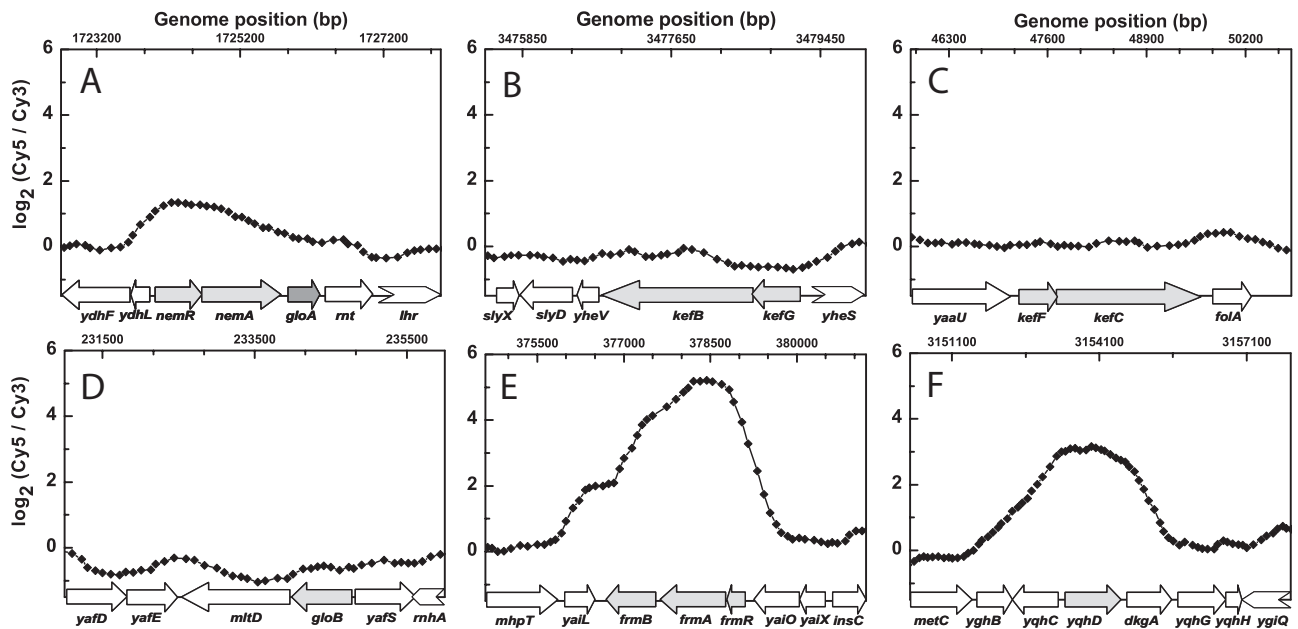 Genome position (bp) Genome position (bp) Genome position (bp)
1723200 1725200 1727200 3475850 3477650 3479450 46300 47600 48900 50200
6 6 6
A B C
4 4 4
log2 (Cy5 / Cy3)
2 2 2
0 0 0
ydhF ydhL nemR nemA gloA rnt lhr slyX slyD yheV kefB kefG yheS yaaU kefF kefC folA
231500 233500 235500 375500 377000 378500 380000 3151100 3154100 3157100
6 6 6
D E F
4 4 4
log2 (Cy5 / Cy3)
2 2 2
0 0 0
yafD yafE mltD gloB yafS rnhA mhpT yaiL frmB frmA frmR yaiO yaiX insC metC yghB yqhC yqhD dkgA yqhG yqhH ygiQ